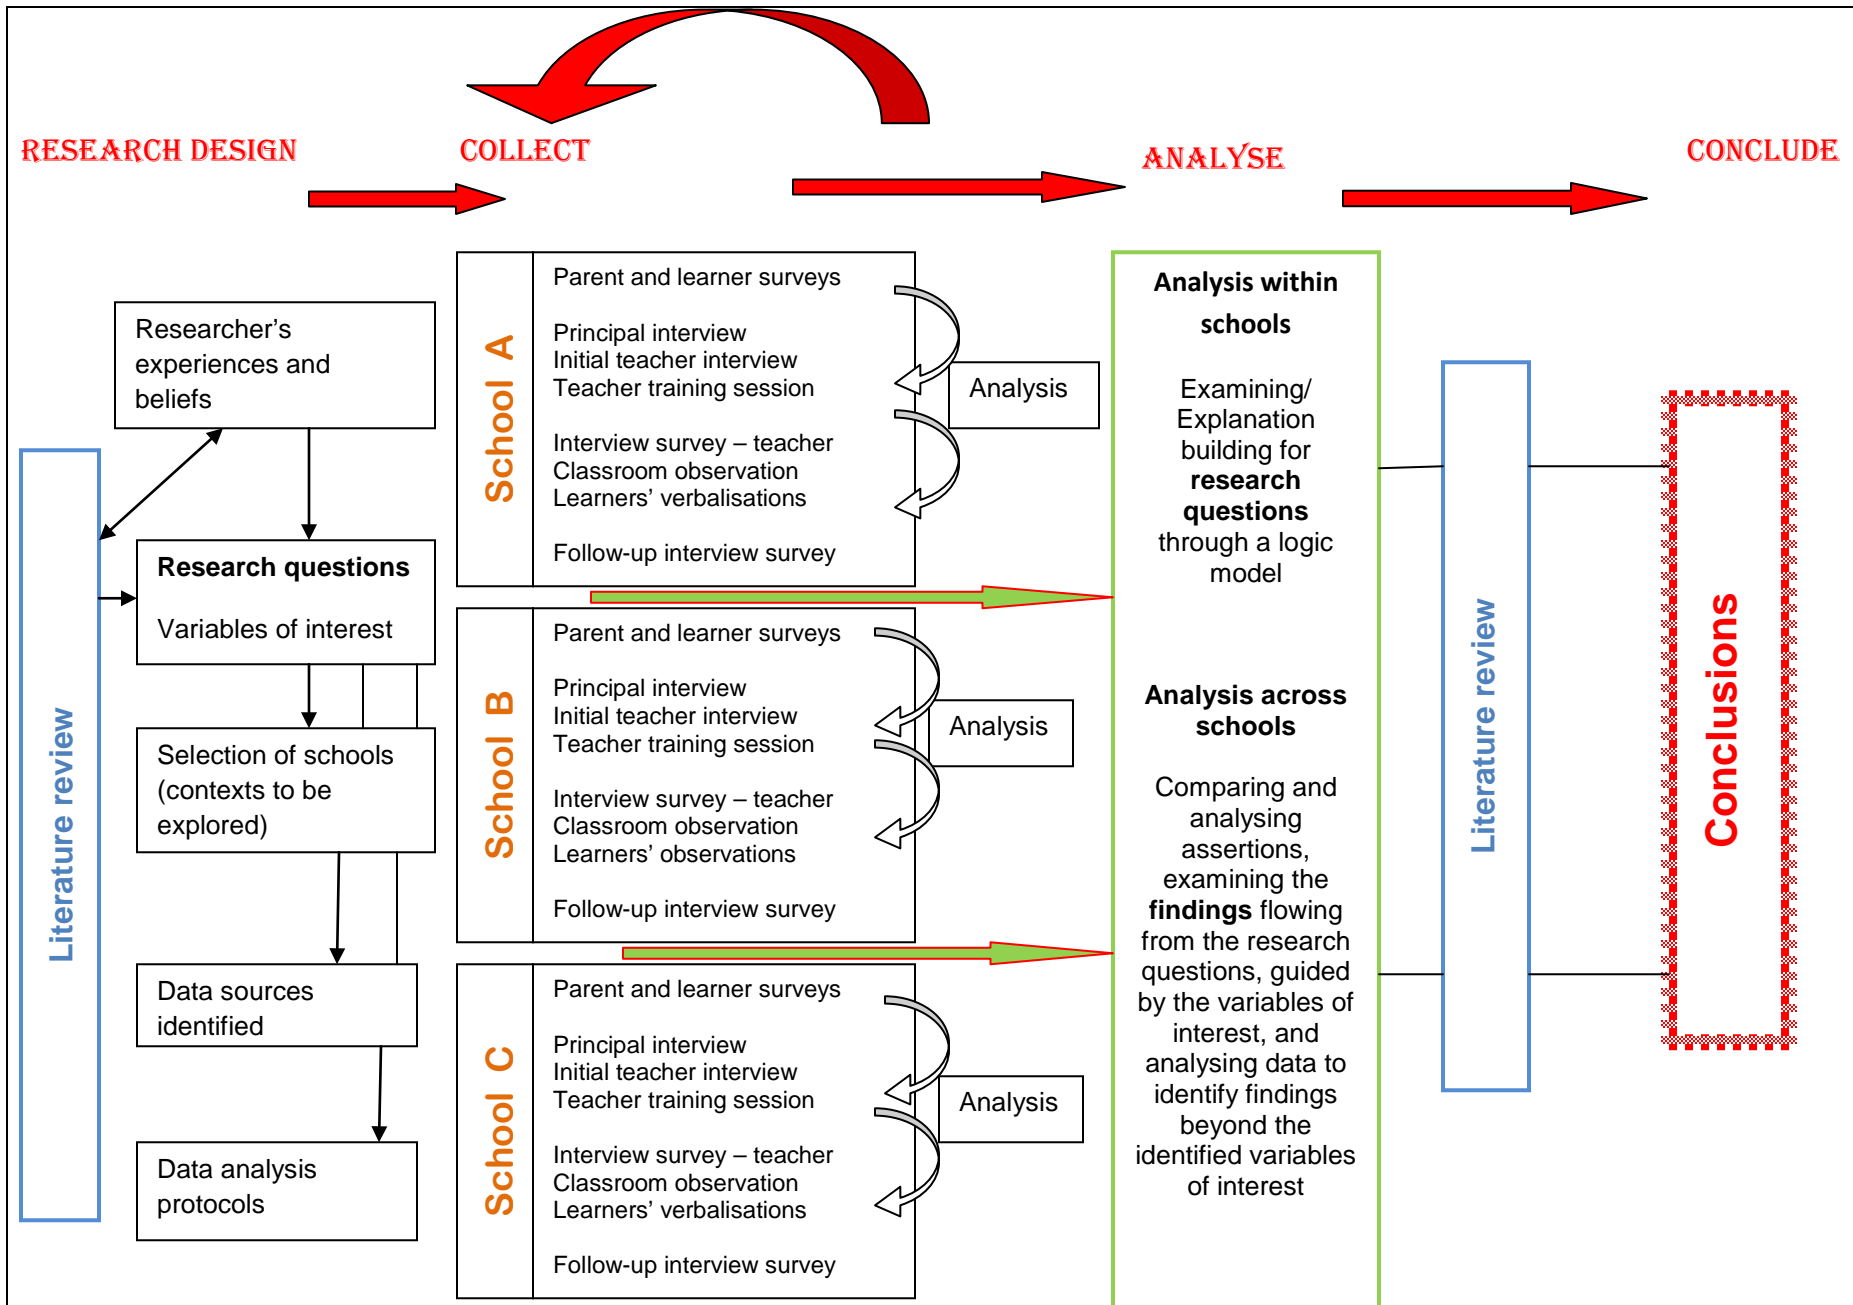 RESEARCH DESIGN
COLLECT
ANALYSE
CONCLUDE
Literature review
Researcher’s
experiences and
beliefs
Research questions
Variables of interest
Selection of schools
(contexts to be
explored)
Data sources
identified
Data analysis
protocols
School A
Parent and learner surveys
Principal interview
Initial teacher interview
Teacher training session
Interview survey – teacher
Classroom observation
Learners’ verbalisations
Follow-up interview survey
Analysis
School B
Parent and learner surveys
Principal interview
Initial teacher interview
Teacher training session
Interview survey – teacher
Classroom observation
Learners’ observations
Follow-up interview survey
Analysis
School C
Parent and learner surveys
Principal interview
Initial teacher interview
Teacher training session
Interview survey – teacher
Classroom observation
Learners’ verbalisations
Follow-up interview survey
Analysis
Analysis within
schools
Examining/
Explanation
building for
research
questions
through a logic
model
Analysis across
schools
Comparing and
analysing
assertions,
examining the
findings flowing
from the research
questions, guided
by the variables of
interest, and
analysing data to
identify findings
beyond the
identified variables
of interest
Literature review
Conclusions